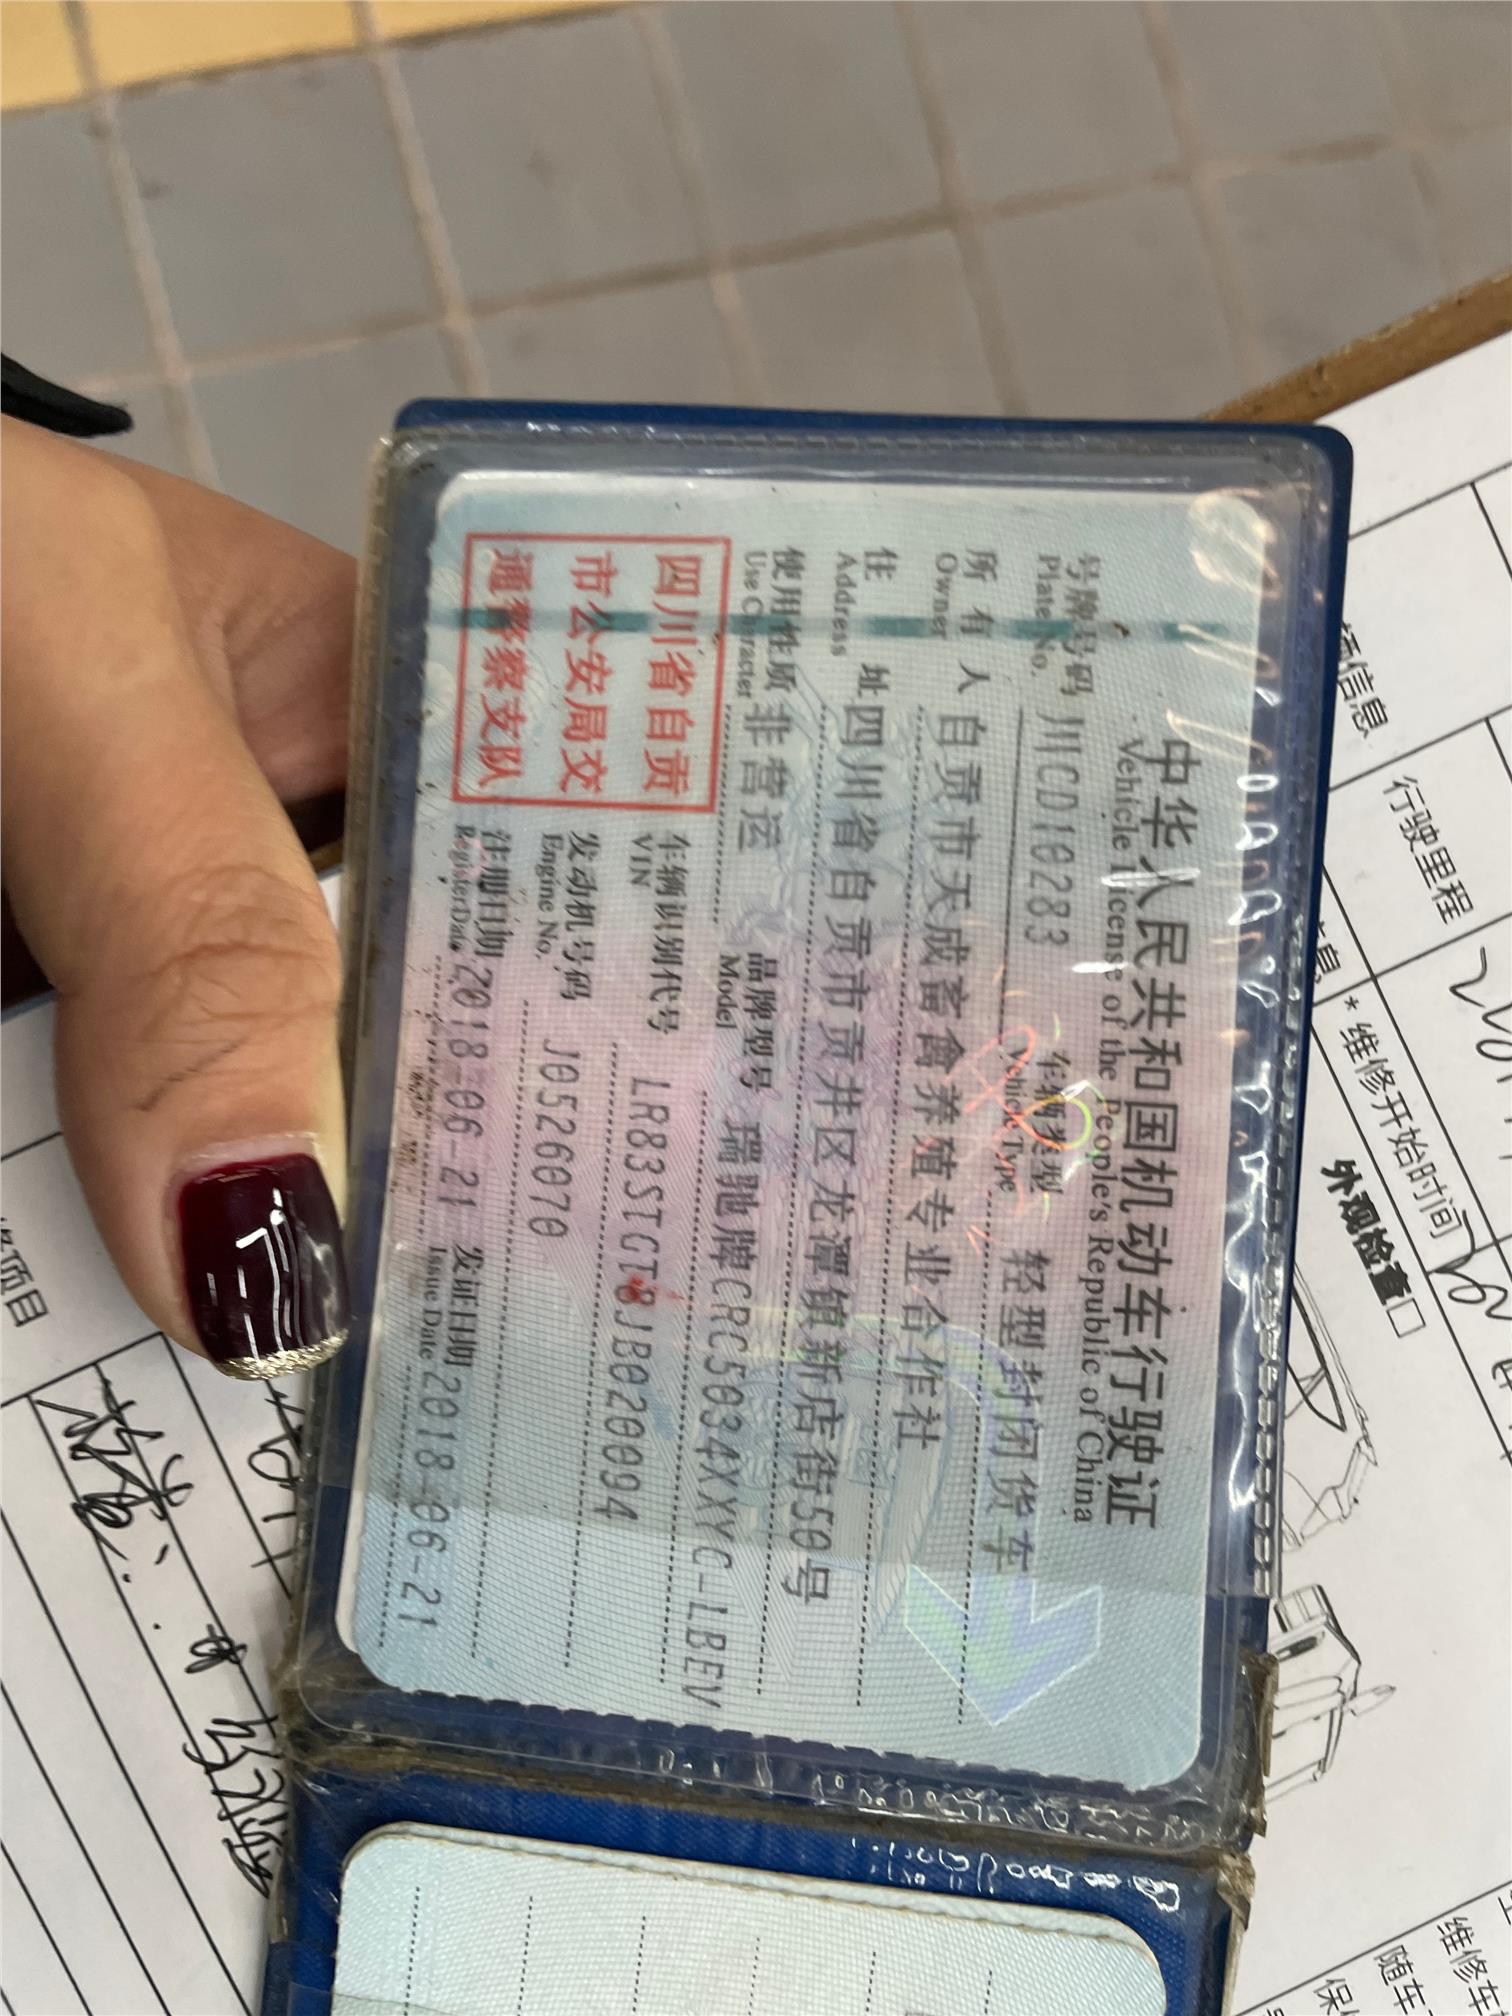 中华人民共和国机动车行驶证
Vehicle License of the People's Republic of China
号牌号码 川CD10283 车辆类型 轻型封闭货车
Plate No. Vehicle Type
所有人 自贡市天成畜禽养殖专业合作社
Owner
住址 四川省自贡市贡井区龙潭镇新店街50号
Address
使用性质 非营运 品牌型号 瑞驰牌CRC5034XXYC-LBEV
Use Character Model
四川省自贡
市公安局交
通警察支队
车辆识别代号 LR83STCT8JB020094
VIN
发动机号码 J0526070
Engine No.
注册日期 2018-06-21 发证日期 2018-06-21
Register Date Issue Date
行驶里程
*维修开始时间
外观检查□